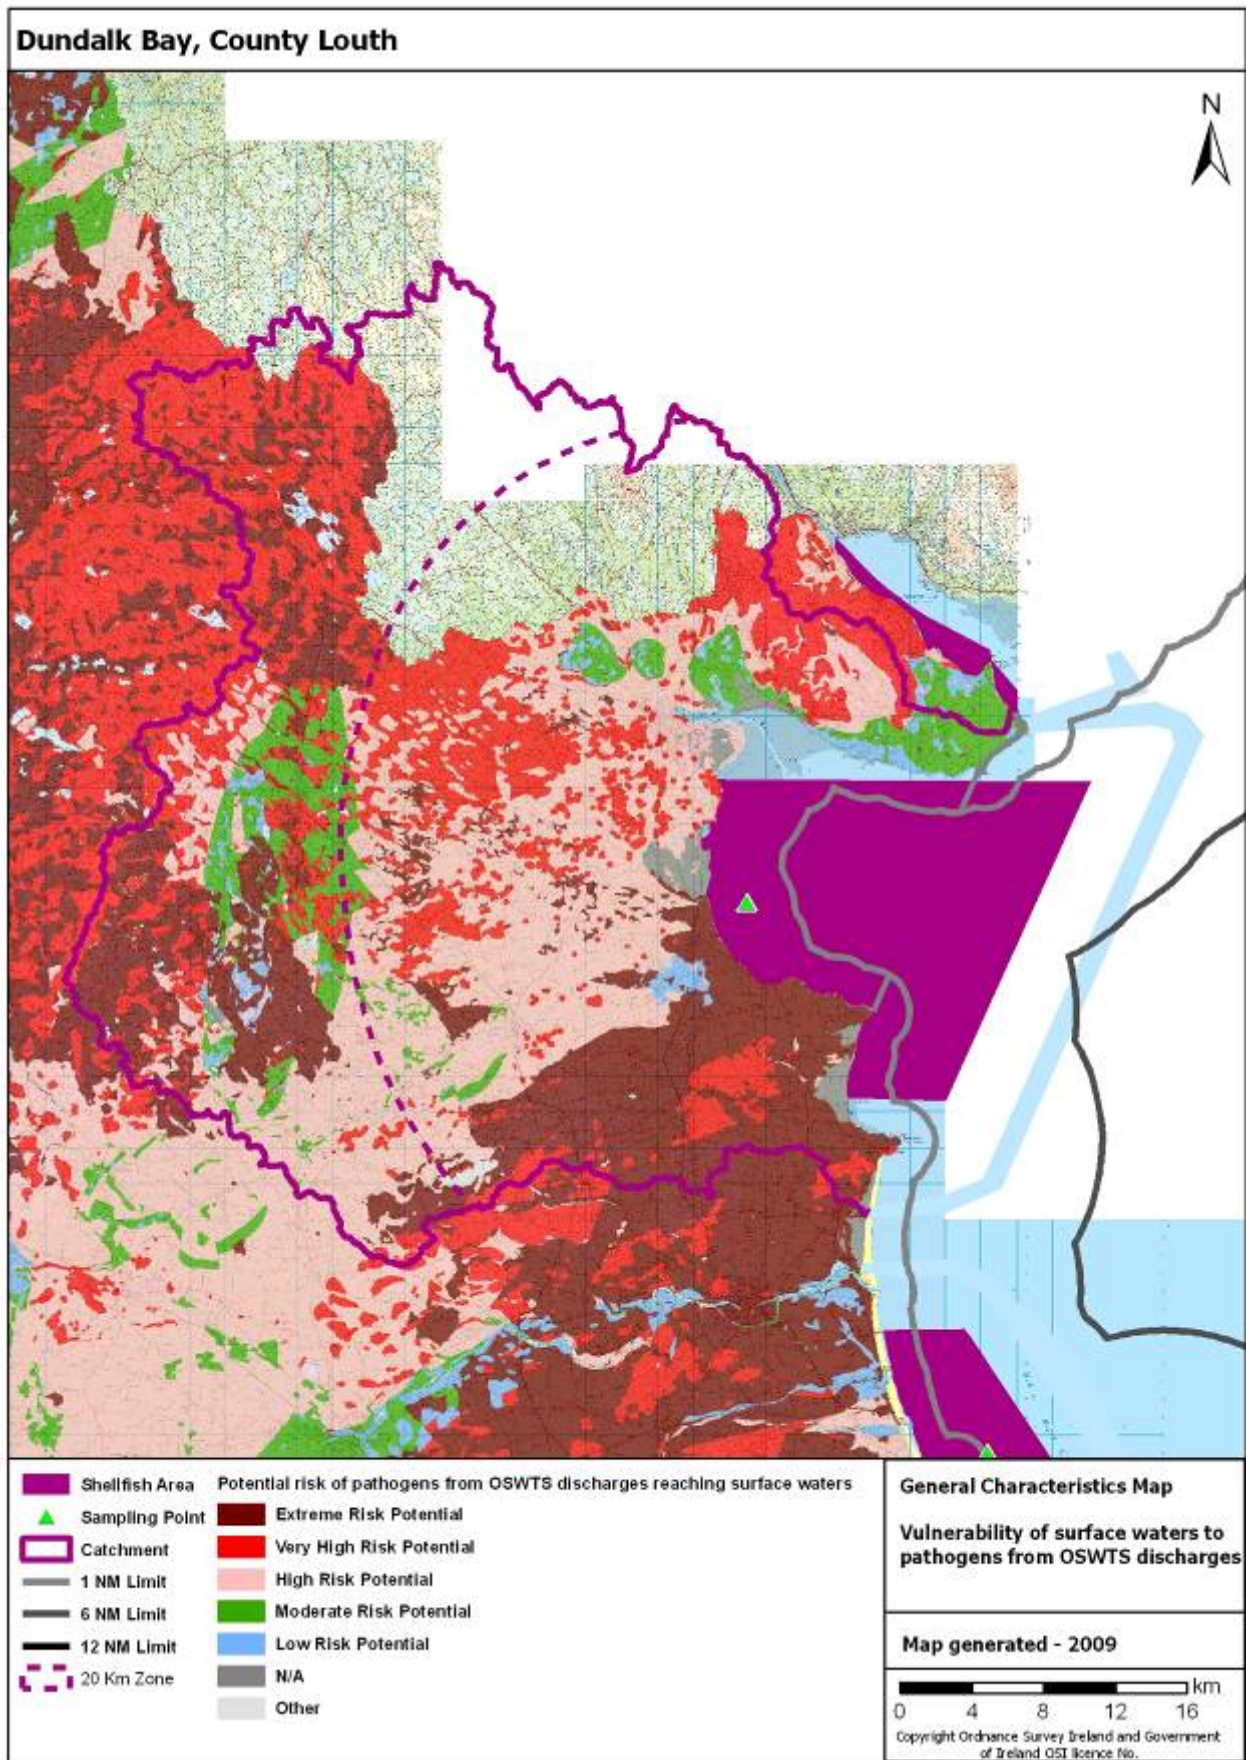 Dundalk Bay, County Louth
N
Shellfish Area
Sampling Point
Catchment
1 NM Limit
6 NM Limit
12 NM Limit
20 Km Zone
Potential risk of pathogens from OSWTS discharges reaching surface waters
Extreme Risk Potential
Very High Risk Potential
High Risk Potential
Moderate Risk Potential
Low Risk Potential
N/A
Other
General Characteristics Map
Vulnerability of surface waters to
pathogens from OSWTS discharges
Map generated - 2009
km
0 4 8 12 16
Copyright Ordnance Survey Ireland and Government
of Ireland OSI licence No.